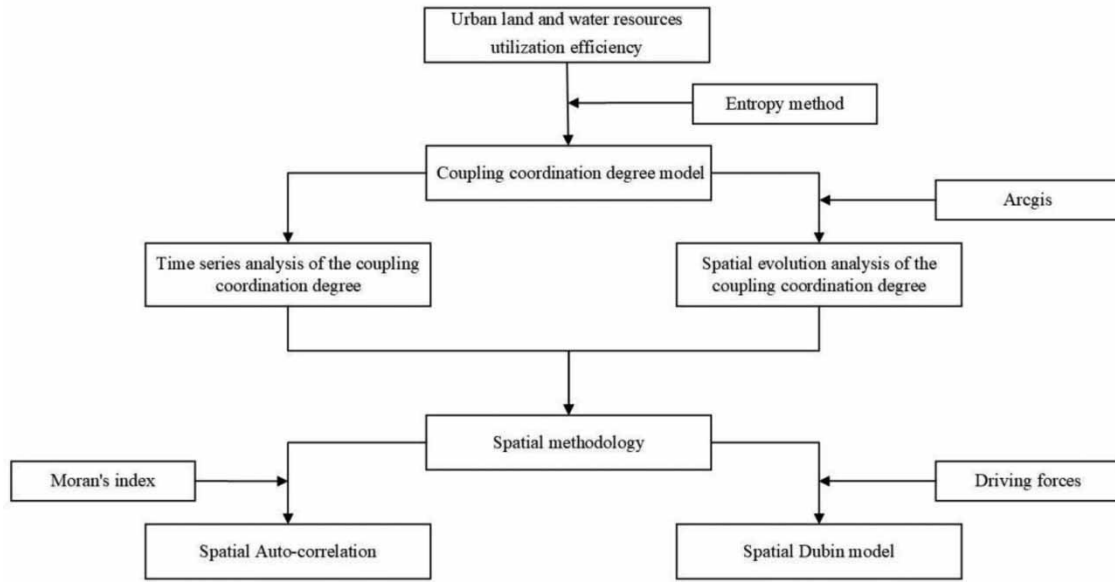 Urban land and water resources
utilization efficiency
Entropy method
Coupling coordination degree model
Arcgis
Time series analysis of the coupling
coordination degree
Spatial evolution analysis of the
coupling coordination degree
Spatial methodology
Moran's index
Driving forces
Spatial Auto-correlation
Spatial Dubin model